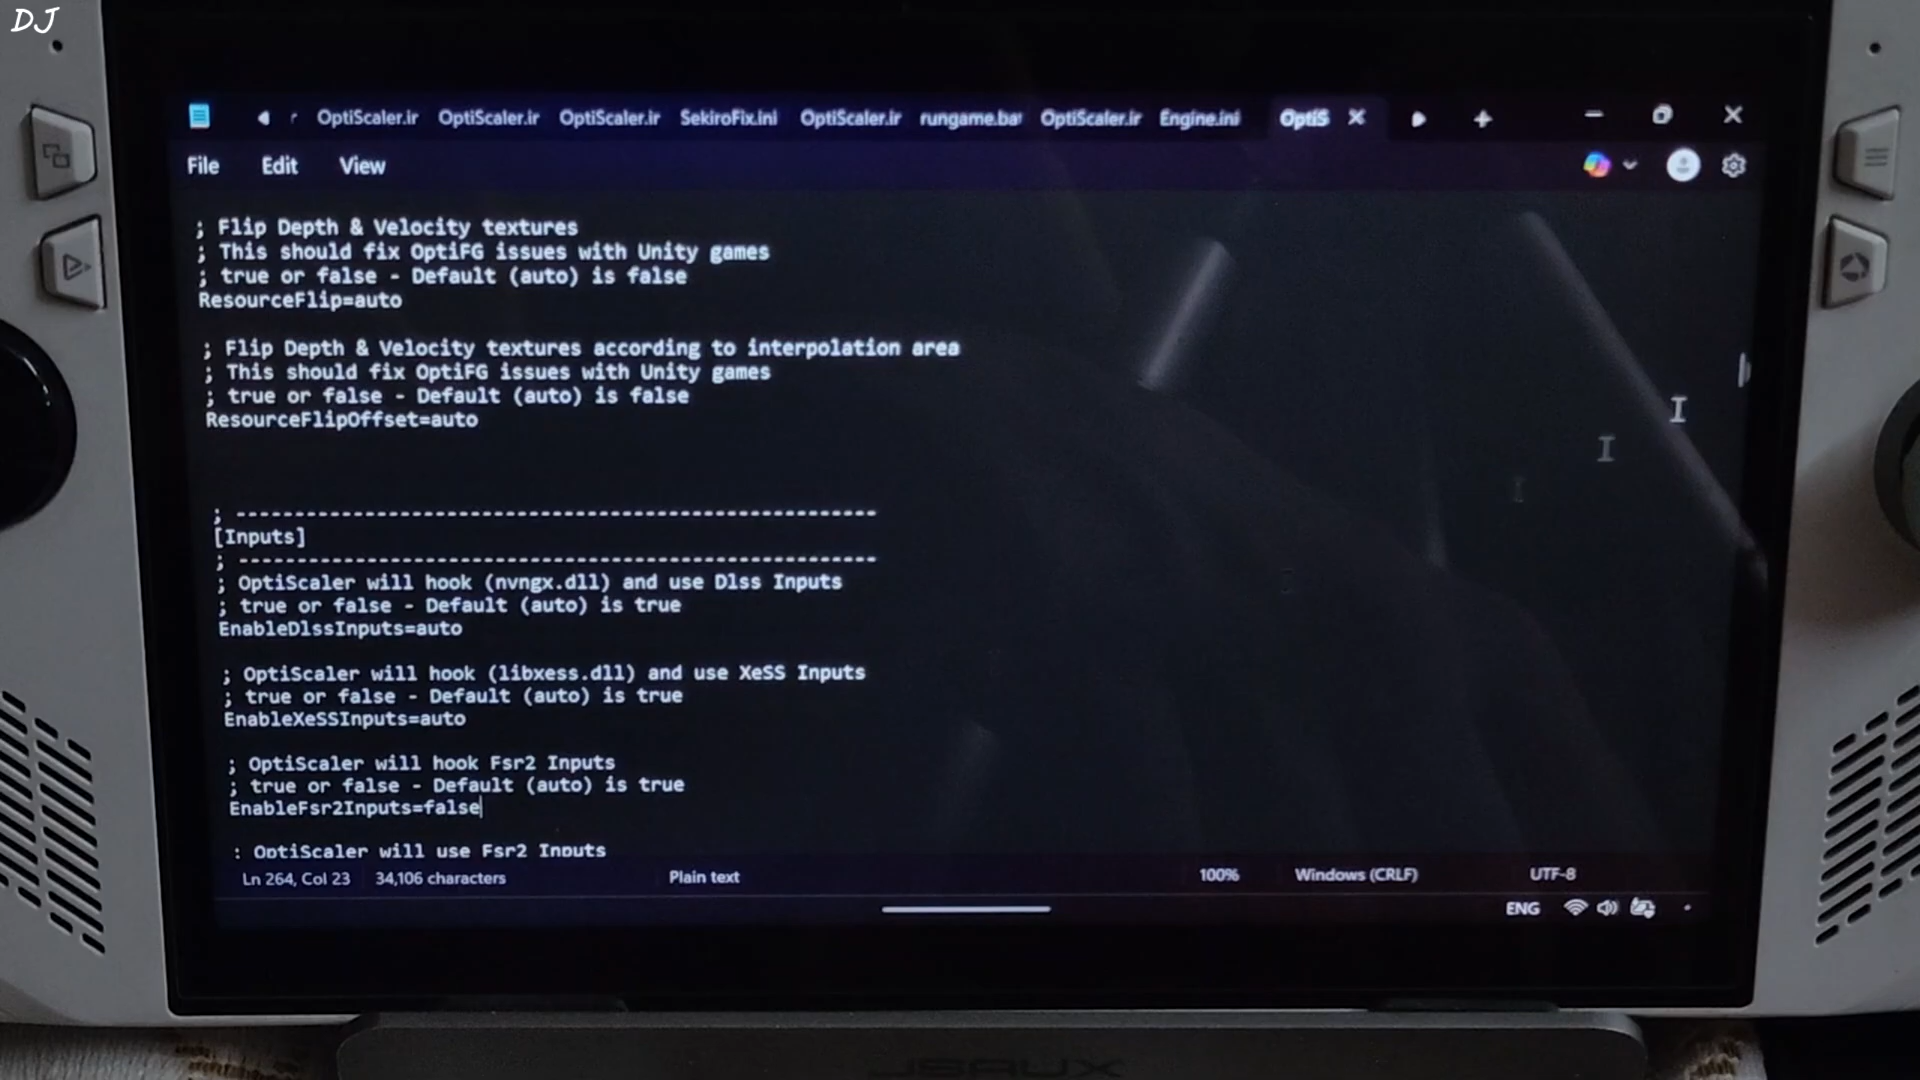 DJ
OptiScaler.ir OptiScaler.ir OptiScaler.ir SekiroFix.ini OptiScaler.ir rungame.bat OptiScaler.ir Engine.ini OptiS
File Edit View
; Flip Depth & Velocity textures
; This should fix OptiFG issues with Unity games
; true or false - Default (auto) is false
ResourceFlip=auto
; Flip Depth & Velocity textures according to interpolation area
; This should fix OptiFG issues with Unity games
; true or false - Default (auto) is false
ResourceFlipOffset=auto
; -------------------------------------------------------
[Inputs]
; -------------------------------------------------------
; OptiScaler will hook (nvngx.dll) and use Dlss Inputs
; true or false - Default (auto) is true
EnableDlssInputs=auto
; OptiScaler will hook (libxess.dll) and use XeSS Inputs
; true or false - Default (auto) is true
EnableXeSSInputs=auto
; OptiScaler will hook Fsr2 Inputs
; true or false - Default (auto) is true
EnableFsr2Inputs=false
; OptiScaler will use Fsr2 Inputs
Ln 264, Col 23 34,106 characters Plain text 100% Windows (CRLF) UTF-8
ENG
JSAUX